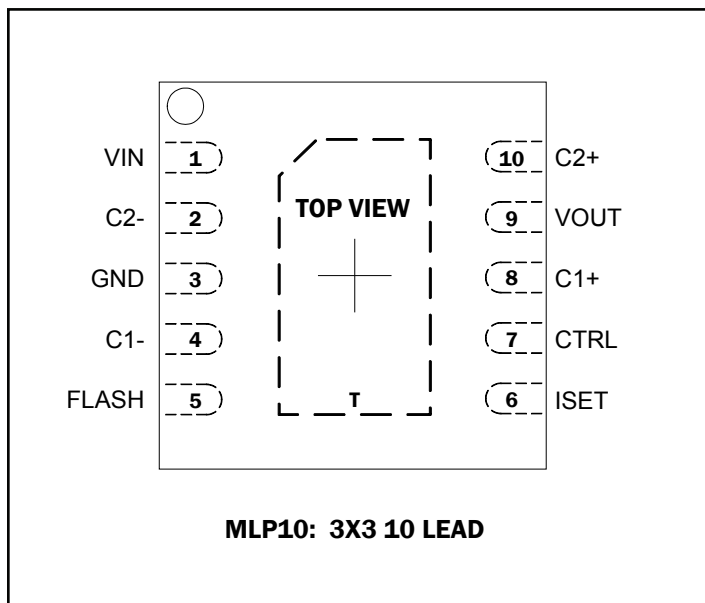 VIN 1 10 C2+
TOP VIEW
C2- 2 9 VOUT
GND 3 8 C1+
C1- 4 7 CTRL
FLASH 5 T 6 ISET
MLP10: 3X3 10 LEAD